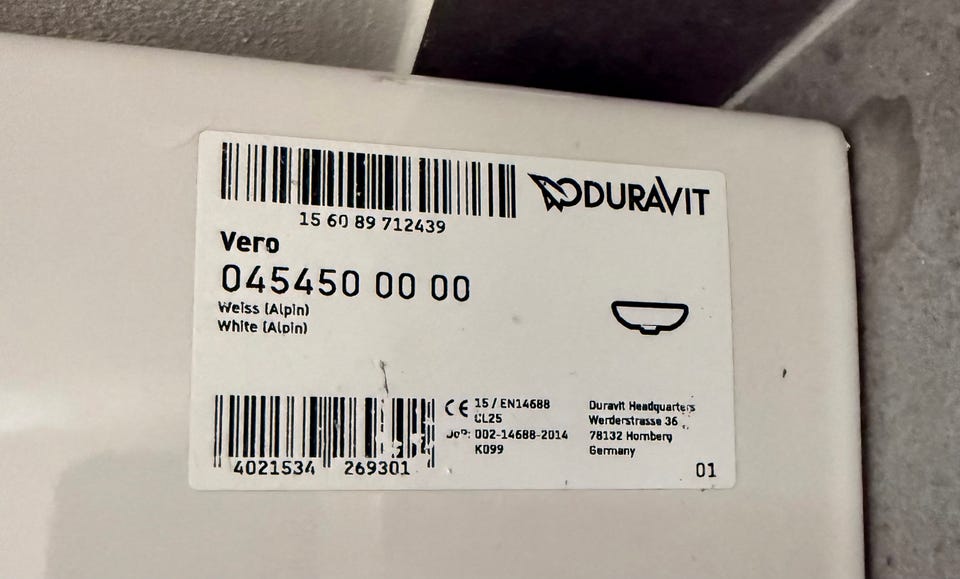 DURAVIT
15 60 89 712439
Vero
045450 00 00
Weiss (Alpin)
White (Alpin)
4021534 269301
CE 15 / EN14688
CL25
DoP: 002-14688-2014
K099
Duravit Headquarters
Werderstrasse 36
78132 Hornberg
Germany
01